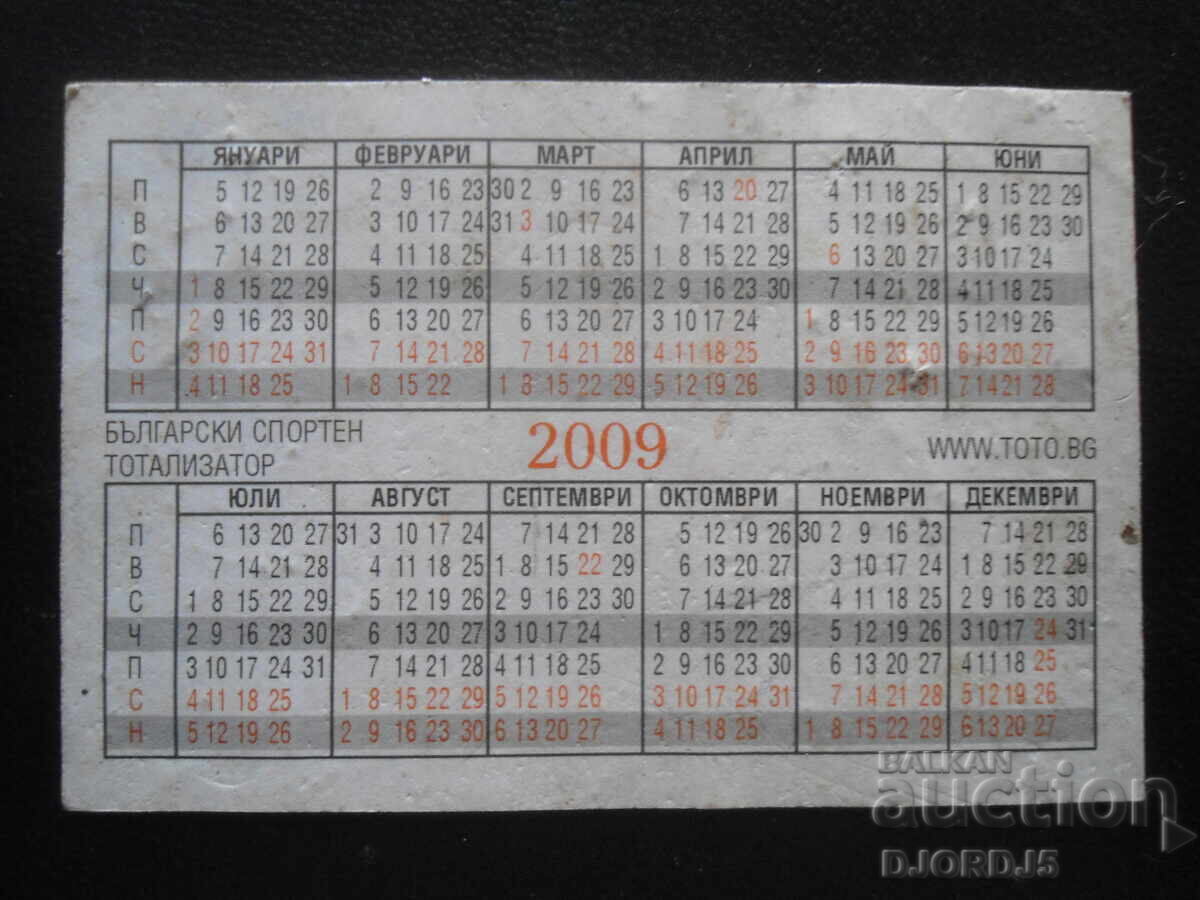 ЯНУАРИ ФЕВРУАРИ МАРТ АПРИЛ МАЙ ЮНИ
П 5 12 19 26 2 9 16 23 30 2 9 16 23 6 13 20 27 4 11 18 25 1 8 15 22 29
В 6 13 20 27 3 10 17 24 31 3 10 17 24 7 14 21 28 5 12 19 26 2 9 16 23 30
С 7 14 21 28 4 11 18 25 4 11 18 25 1 8 15 22 29 6 13 20 27 3 10 17 24
Ч 1 8 15 22 29 5 12 19 26 5 12 19 26 2 9 16 23 30 7 14 21 28 4 11 18 25
П 2 9 16 23 30 6 13 20 27 6 13 20 27 3 10 17 24 1 8 15 22 29 5 12 19 26
С 3 10 17 24 31 7 14 21 28 7 14 21 28 4 11 18 25 2 9 16 23 30 6 13 20 27
Н 4 11 18 25 1 8 15 22 1 8 15 22 29 5 12 19 26 3 10 17 24 31 7 14 21 28
БЪЛГАРСКИ СПОРТЕН
ТОТАЛИЗАТОР
2009
WWW.TOTO.BG
ЮЛИ АВГУСТ СЕПТЕМВРИ ОКТОМВРИ НОЕМВРИ ДЕКЕМВРИ
П 6 13 20 27 31 3 10 17 24 7 14 21 28 5 12 19 26 30 2 9 16 23 7 14 21 28
В 7 14 21 28 4 11 18 25 1 8 15 22 29 6 13 20 27 3 10 17 24 1 8 15 22 29
С 1 8 15 22 29 5 12 19 26 2 9 16 23 30 7 14 21 28 4 11 18 25 2 9 16 23 30
Ч 2 9 16 23 30 6 13 20 27 3 10 17 24 1 8 15 22 29 5 12 19 26 3 10 17 24 31
П 3 10 17 24 31 7 14 21 28 4 11 18 25 2 9 16 23 30 6 13 20 27 4 11 18 25
С 4 11 18 25 1 8 15 22 29 5 12 19 26 3 10 17 24 31 7 14 21 28 5 12 19 26
Н 5 12 19 26 2 9 16 23 30 6 13 20 27 4 11 18 25 1 8 15 22 29 6 13 20 27
BALKAN
auction
DJORDJ5